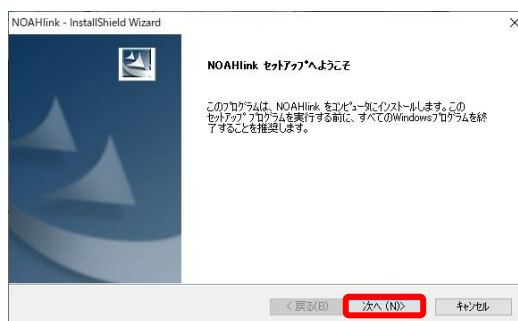 NOAHlink - InstallShield Wizard
NOAHlink ｾｯﾄｱｯﾌﾟへようこそ
このﾌﾟﾛｸﾞﾗﾑは、NOAHlink をｺﾝﾋﾟｭｰﾀにｲﾝｽﾄｰﾙします。この
ｾｯﾄｱｯﾌﾟ ﾌﾟﾛｸﾞﾗﾑを実行する前に、すべてのWindowsﾌﾟﾛｸﾞﾗﾑを終
了することを推奨します。
< 戻る(B)
次へ (N)>
ｷｬﾝｾﾙ